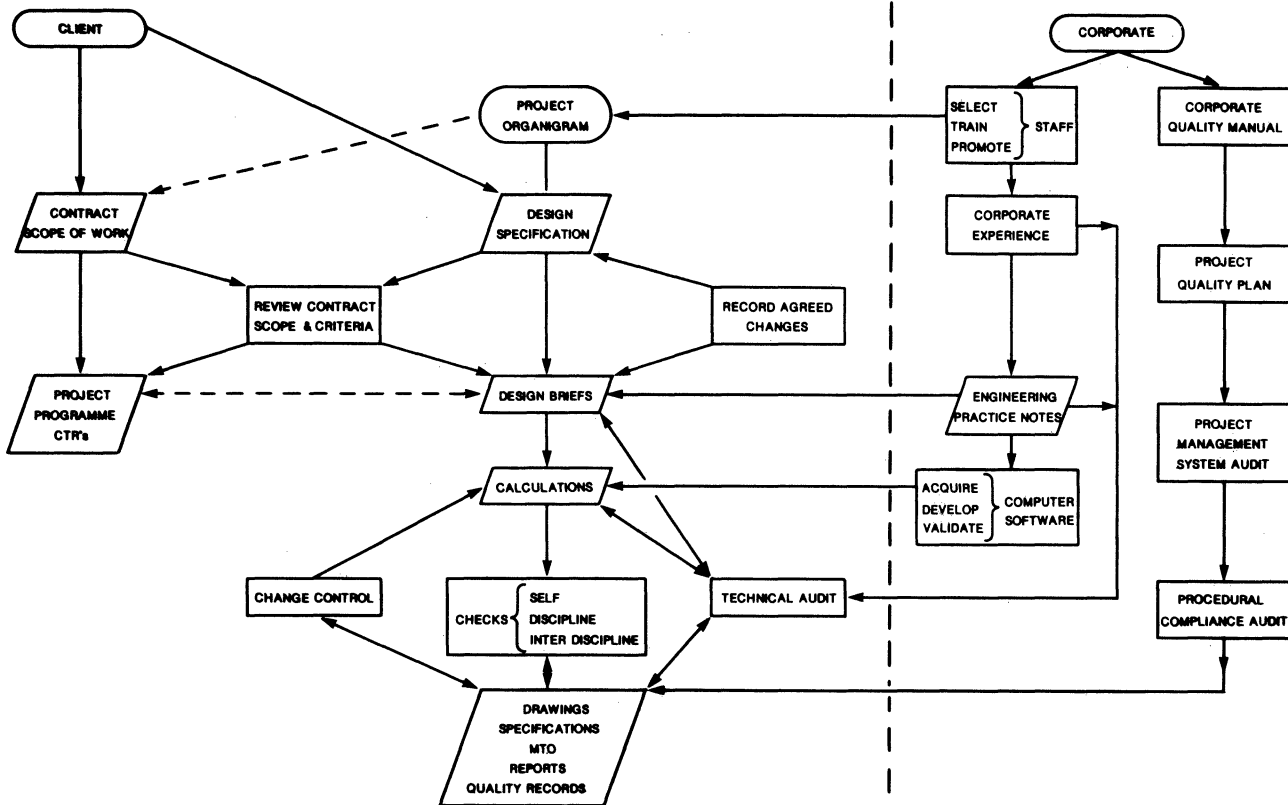 CLIENT
CORPORATE
PROJECT
ORGANIGRAM
SELECT
TRAIN
PROMOTE
STAFF
CORPORATE
QUALITY MANUAL
CONTRACT
SCOPE OF WORK
DESIGN
SPECIFICATION
CORPORATE
EXPERIENCE
PROJECT
QUALITY PLAN
REVIEW CONTRACT
SCOPE & CRITERIA
RECORD AGREED
CHANGES
PROJECT
PROGRAMME
CTR's
DESIGN BRIEFS
ENGINEERING
PRACTICE NOTES
PROJECT
MANAGEMENT
SYSTEM AUDIT
CALCULATIONS
ACQUIRE
DEVELOP
VALIDATE
COMPUTER
SOFTWARE
CHANGE CONTROL
CHECKS
SELF
DISCIPLINE
INTER DISCIPLINE
TECHNICAL AUDIT
PROCEDURAL
COMPLIANCE AUDIT
DRAWINGS
SPECIFICATIONS
MTO
REPORTS
QUALITY RECORDS